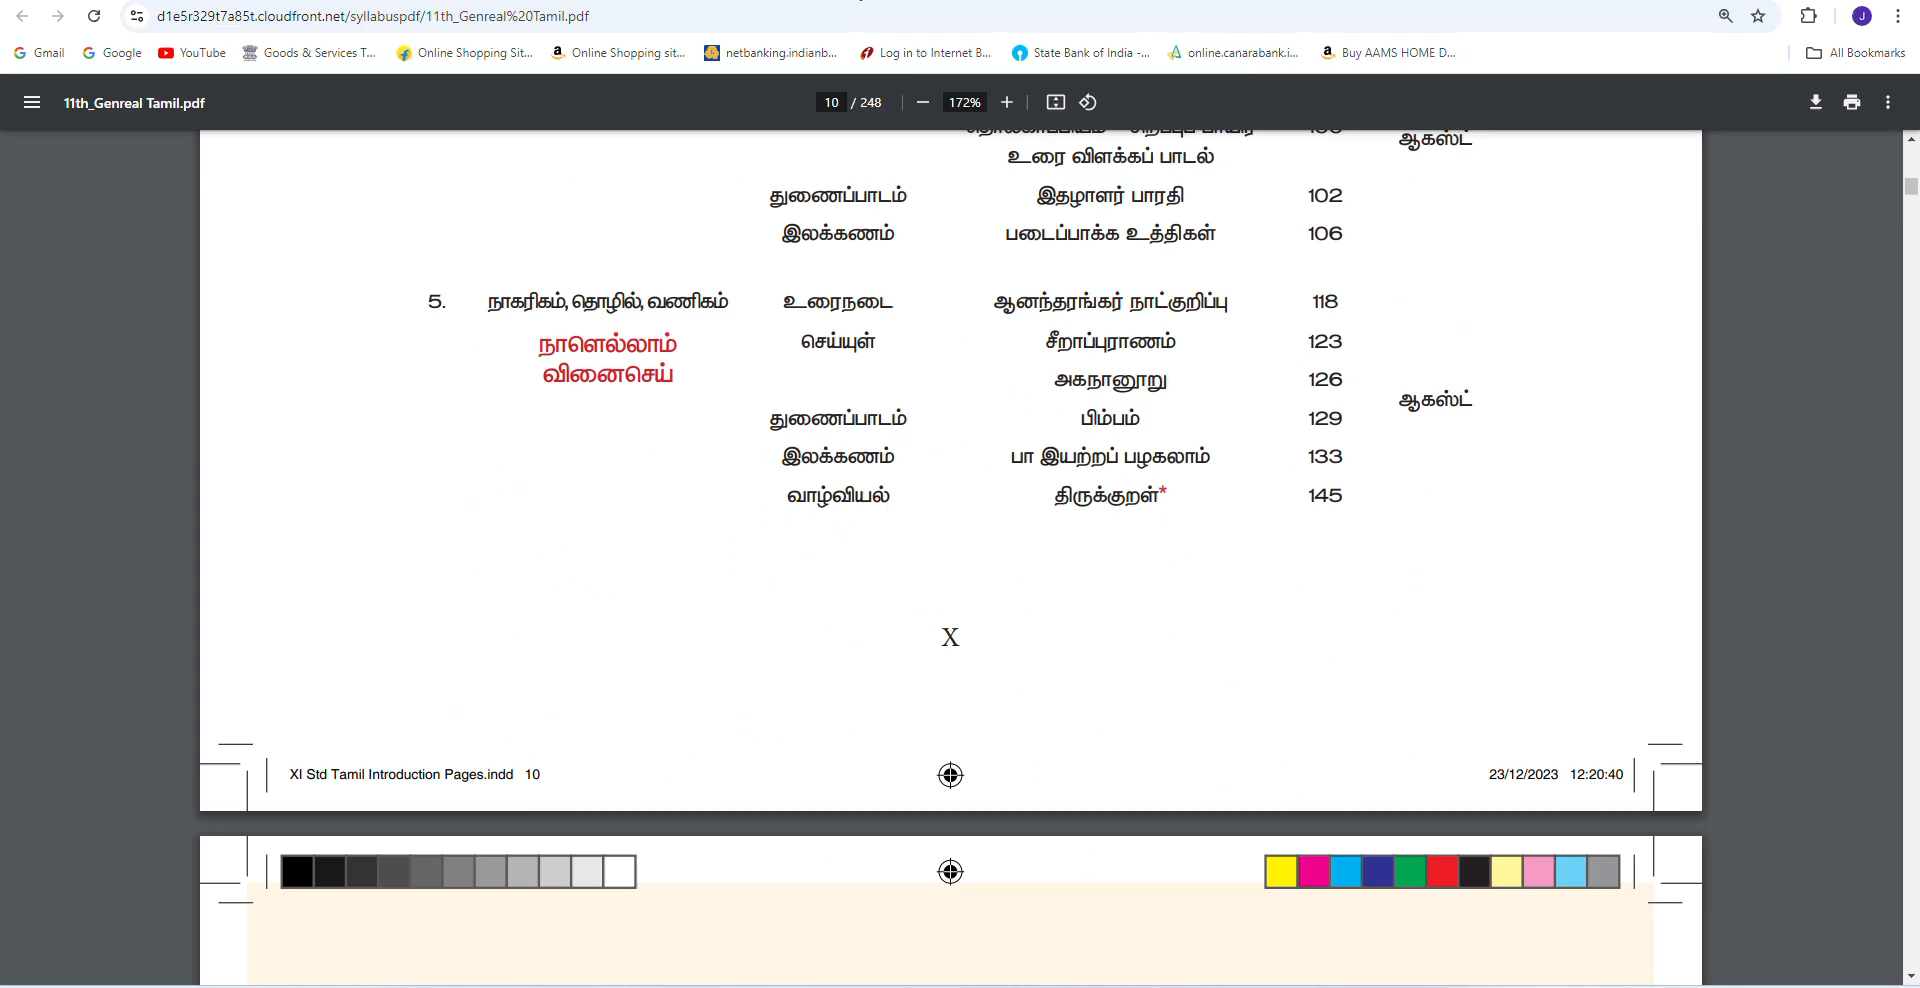 d1e5r329t7a85t.cloudfront.net/syllabuspdf/11th_Genreal%20Tamil.pdf J
Gmail Google YouTube Goods & Services T... Online Shopping Sit... Online Shopping sit... netbanking.indianb... Log in to Internet B... State Bank of India -... online.canarabank.i... Buy AAMS HOME D... All Bookmarks
11th_Genreal Tamil.pdf 10 / 248 172%
ஆகஸ்ட்
உரை விளக்கப் பாடல்
துணைப்பாடம் இதழாளர் பாரதி 102
இலக்கணம் படைப்பாக்க உத்திகள் 106
5. நாகரிகம், தொழில், வணிகம் உரைநடை ஆனந்தரங்கர் நாட்குறிப்பு 118
நாளெல்லாம் செய்யுள் சீறாப்புராணம் 123
வினைசெய் அகநானூறு 126
ஆகஸ்ட்
துணைப்பாடம் பிம்பம் 129
இலக்கணம் பா இயற்றப் பழகலாம் 133
வாழ்வியல் திருக்குறள்* 145
X
XI Std Tamil Introduction Pages.indd 10 23/12/2023 12:20:40